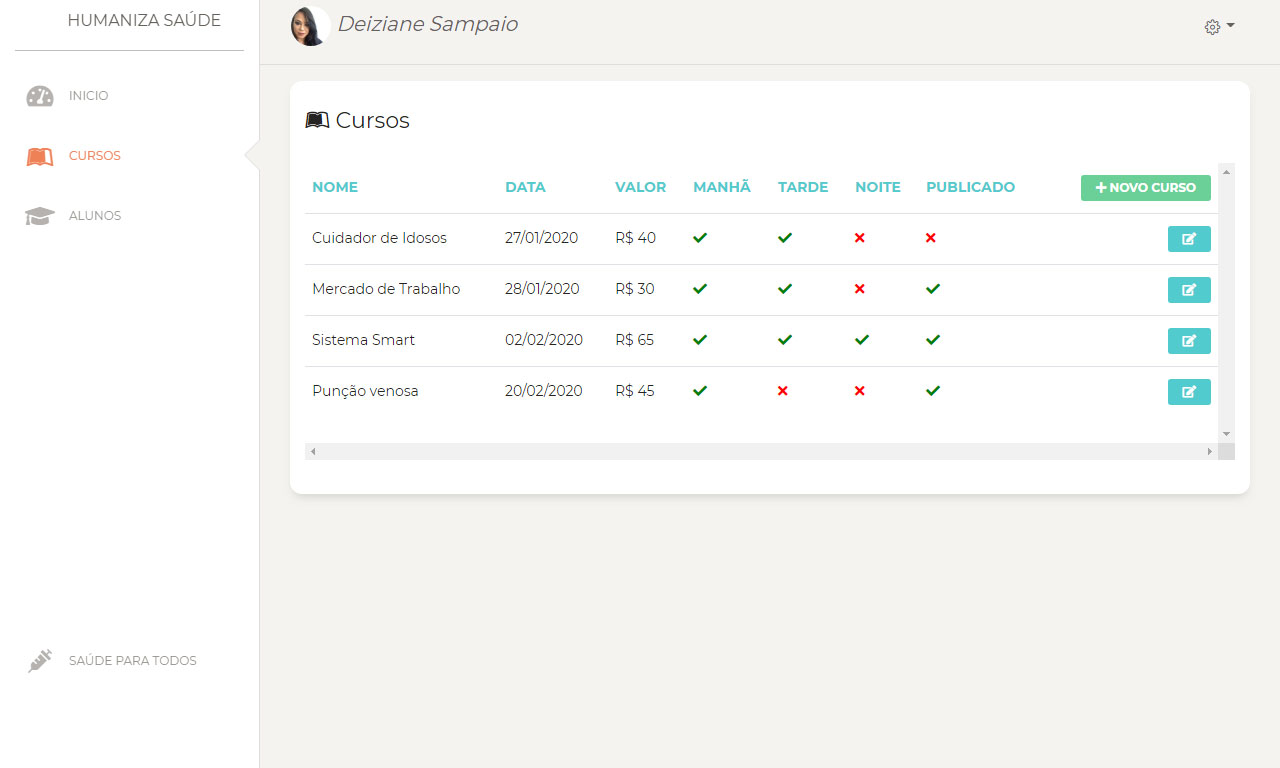 HUMANIZA SAÚDE
Deiziane Sampaio
INICIO
CURSOS
ALUNOS
SAÚDE PARA TODOS
Cursos
NOME DATA VALOR MANHÃ TARDE NOITE PUBLICADO NOVO CURSO
Cuidador de Idosos 27/01/2020 R$ 40
Mercado de Trabalho 28/01/2020 R$ 30
Sistema Smart 02/02/2020 R$ 65
Punção venosa 20/02/2020 R$ 45